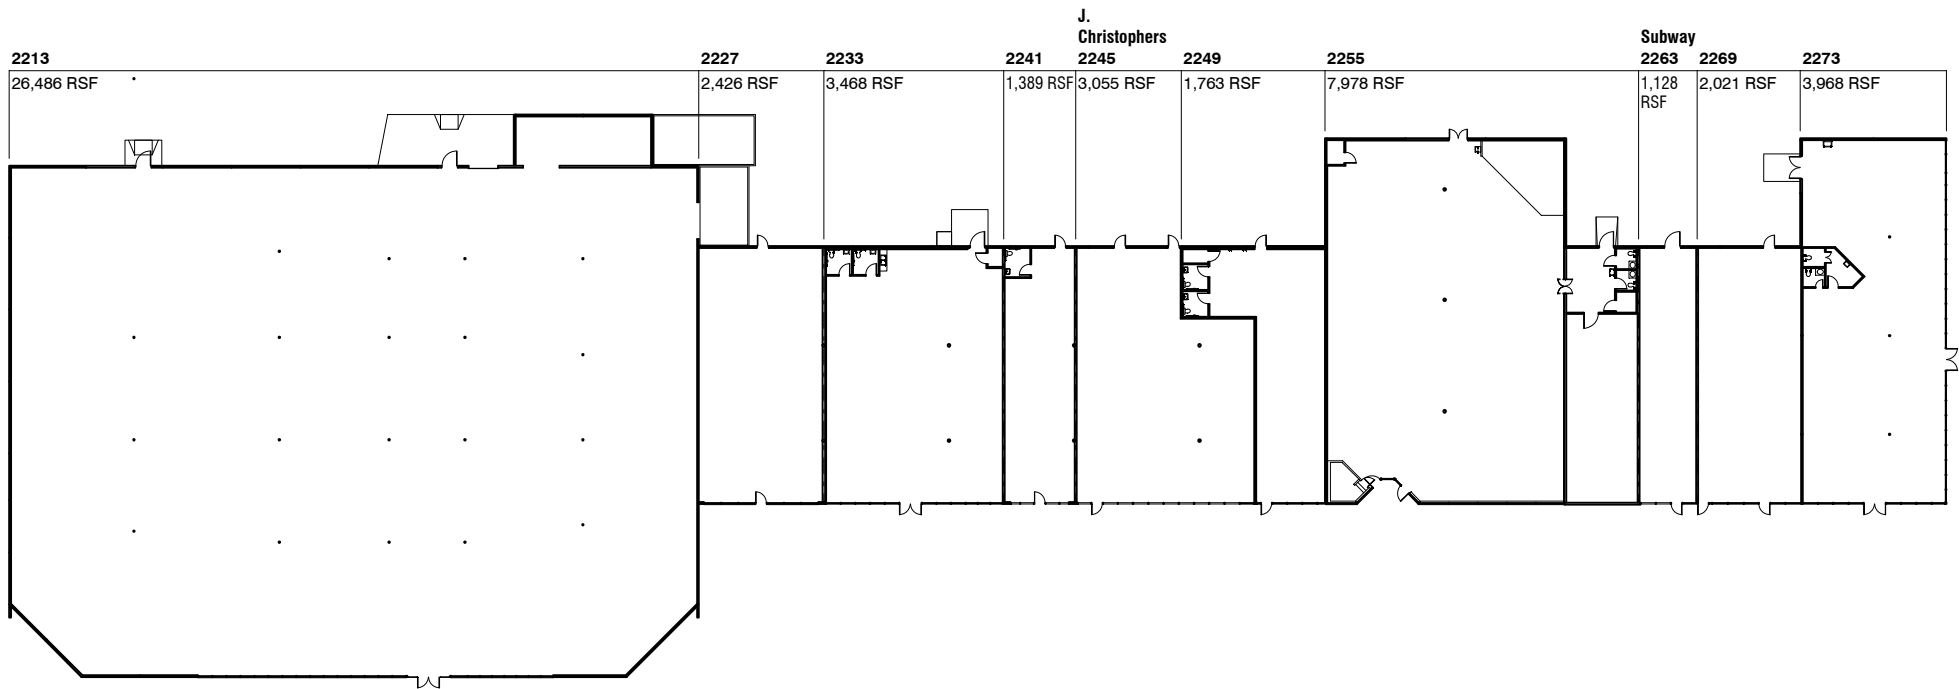 J.
Christophers
Subway
2213
2227
2233
2241
2245
2249
2255
2263
2269
2273
26,486 RSF
2,426 RSF
3,468 RSF
1,389 RSF
3,055 RSF
1,763 RSF
7,978 RSF
1,128
RSF
2,021 RSF
3,968 RSF